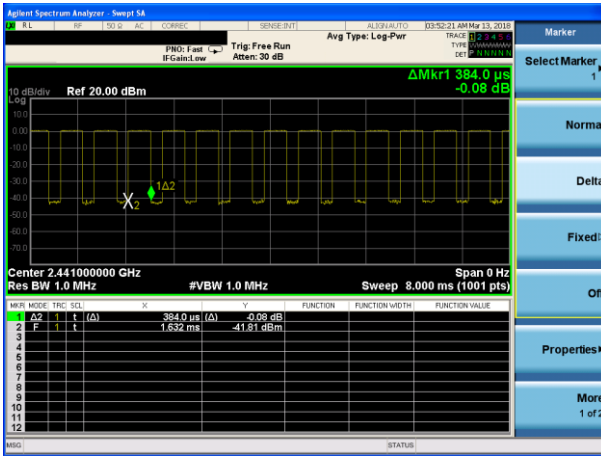 Agilent Spectrum Analyzer - Swept SA
RL RF 50 Ω AC CORREC SENSE:INT ALIGN AUTO 03:52:21 AM Mar 13, 2018
Avg Type: Log-Pwr TRACE 1 2 3 4 5 6
PNO: Fast Trig: Free Run TYPE
IFGain:Low Atten: 30 dB DET P N N N N N
ΔMkr1 384.0 µs
-0.08 dB
10 dB/div Ref 20.00 dBm
Log
10.0
0.00
-10.0
-20.0
-30.0
-40.0
-50.0
-60.0
-70.0
1Δ2
X2
Center 2.441000000 GHz Span 0 Hz
Res BW 1.0 MHz #VBW 1.0 MHz Sweep 8.000 ms (1001 pts)
MKR MODE TRC SCL X Y FUNCTION FUNCTION WIDTH FUNCTION VALUE
1 Δ2 1 t (Δ) 384.0 µs (Δ) -0.08 dB
2 F 1 t 1.632 ms -41.81 dBm
3
4
5
6
7
8
9
10
11
12
MSG STATUS
Marker
Select Marker
1
Norma
Delta
Fixed
Of
Properties
More
1 of 2